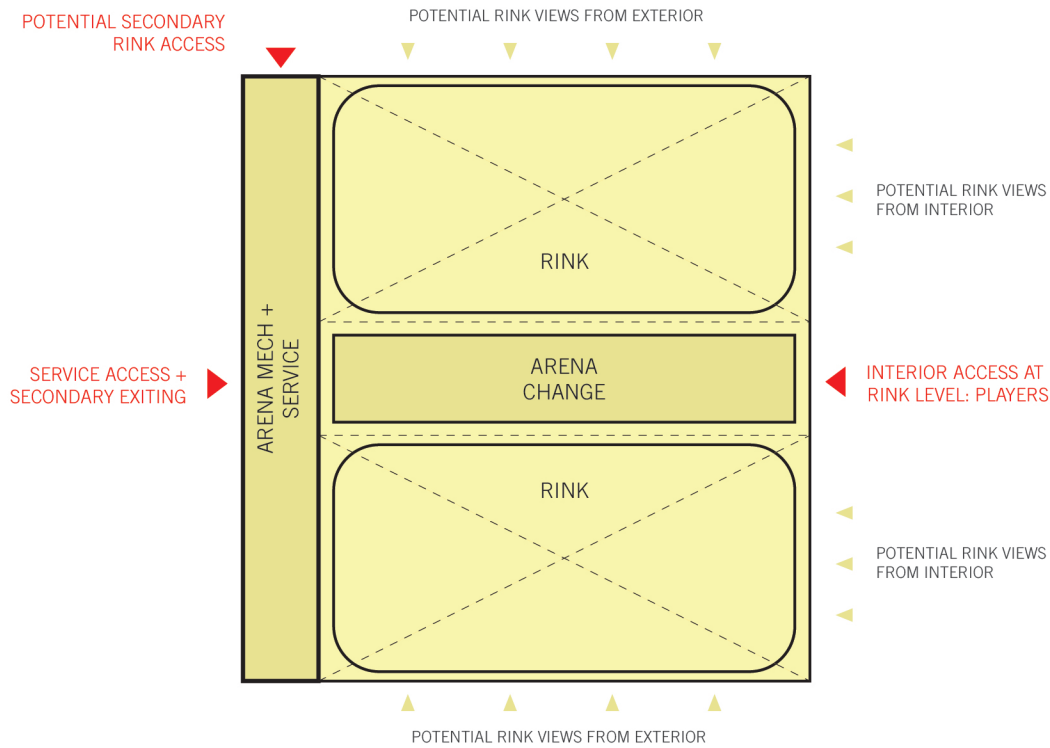 POTENTIAL SECONDARY
RINK ACCESS
POTENTIAL RINK VIEWS FROM EXTERIOR
POTENTIAL RINK VIEWS
FROM INTERIOR
RINK
ARENA MECH +
SERVICE
SERVICE ACCESS +
SECONDARY EXITING
ARENA
CHANGE
INTERIOR ACCESS AT
RINK LEVEL: PLAYERS
RINK
POTENTIAL RINK VIEWS
FROM INTERIOR
POTENTIAL RINK VIEWS FROM EXTERIOR